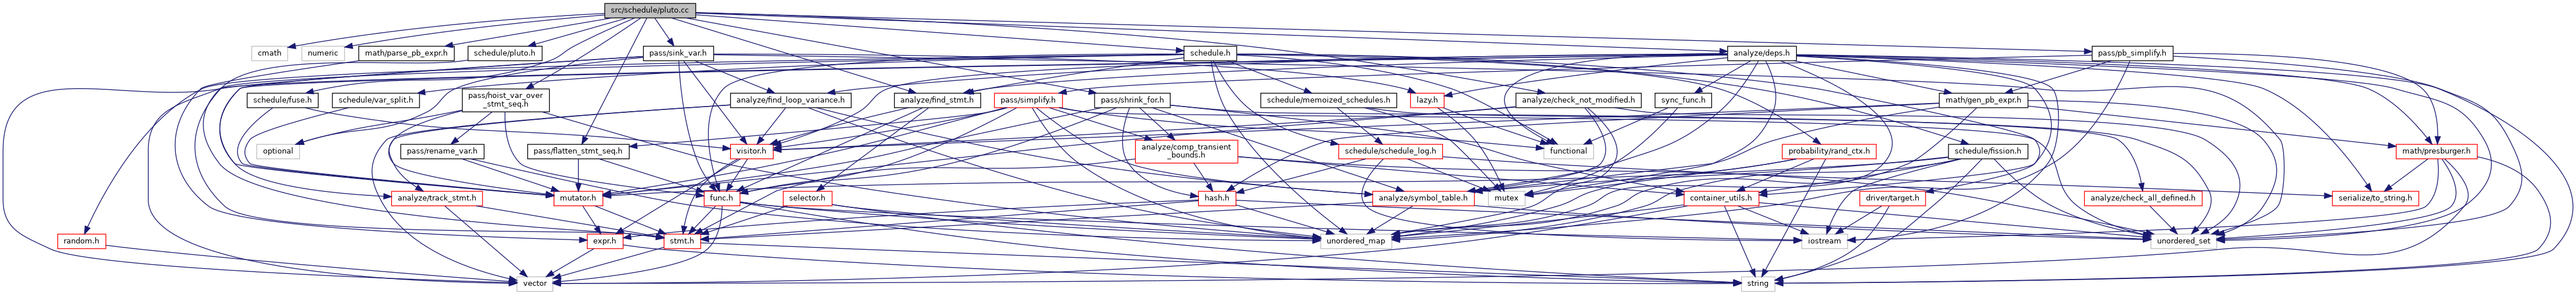 src/schedule/pluto.cc
cmath
numeric
math/parse_pb_expr.h
schedule/pluto.h
pass/sink_var.h
schedule.h
analyze/deps.h
pass/pb_simplify.h
schedule/fuse.h
schedule/var_split.h
pass/hoist_var_over
_stmt_seq.h
analyze/find_loop_variance.h
analyze/find_stmt.h
pass/simplify.h
pass/shrink_for.h
schedule/memoized_schedules.h
lazy.h
analyze/check_not_modified.h
sync_func.h
math/gen_pb_expr.h
optional
pass/rename_var.h
pass/flatten_stmt_seq.h
visitor.h
analyze/comp_transient
_bounds.h
schedule/schedule_log.h
functional
probability/rand_ctx.h
schedule/fission.h
math/presburger.h
analyze/track_stmt.h
mutator.h
func.h
selector.h
hash.h
analyze/symbol_table.h
mutex
container_utils.h
driver/target.h
analyze/check_all_defined.h
serialize/to_string.h
random.h
expr.h
stmt.h
unordered_map
iostream
unordered_set
vector
string